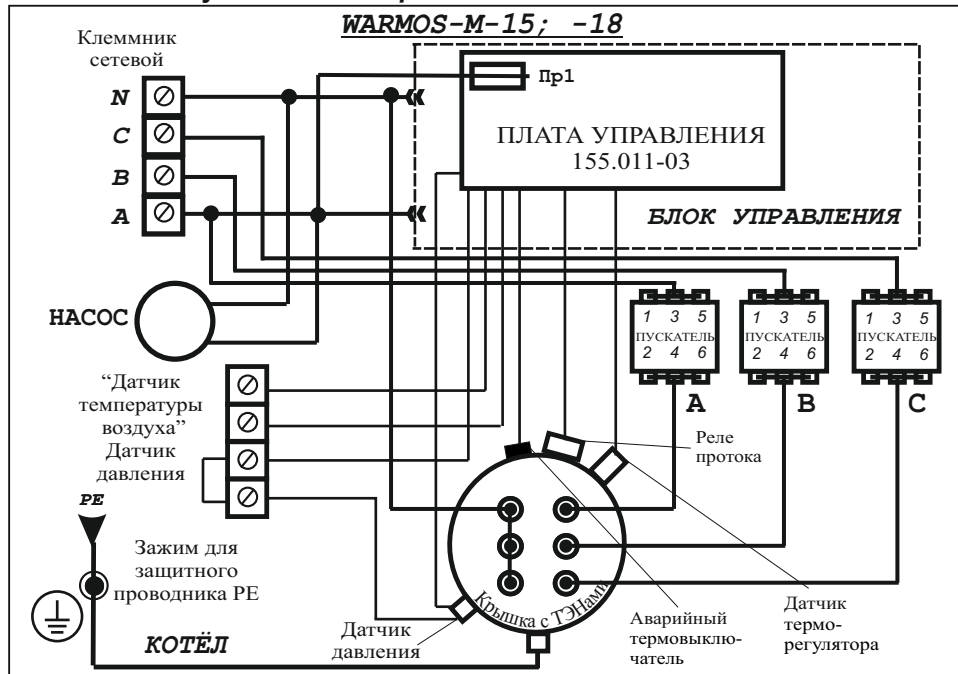 WARMOS-M-15; -18
Клеммник
сетевой
N
C
B
A
Пр1
ПЛАТА УПРАВЛЕНИЯ
155.011-03
БЛОК УПРАВЛЕНИЯ
НАСОС
1 3 5
ПУСКАТЕЛЬ
2 4 6
A
1 3 5
ПУСКАТЕЛЬ
2 4 6
B
1 3 5
ПУСКАТЕЛЬ
2 4 6
C
“Датчик
температуры
воздуха”
Датчик
давления
Реле
протока
PE
Зажим для
защитного
проводника PE
КОТЁЛ
Крышка с ТЭНами
Датчик
давления
Аварийный
термовыклю-
чатель
Датчик
термо-
регулятора